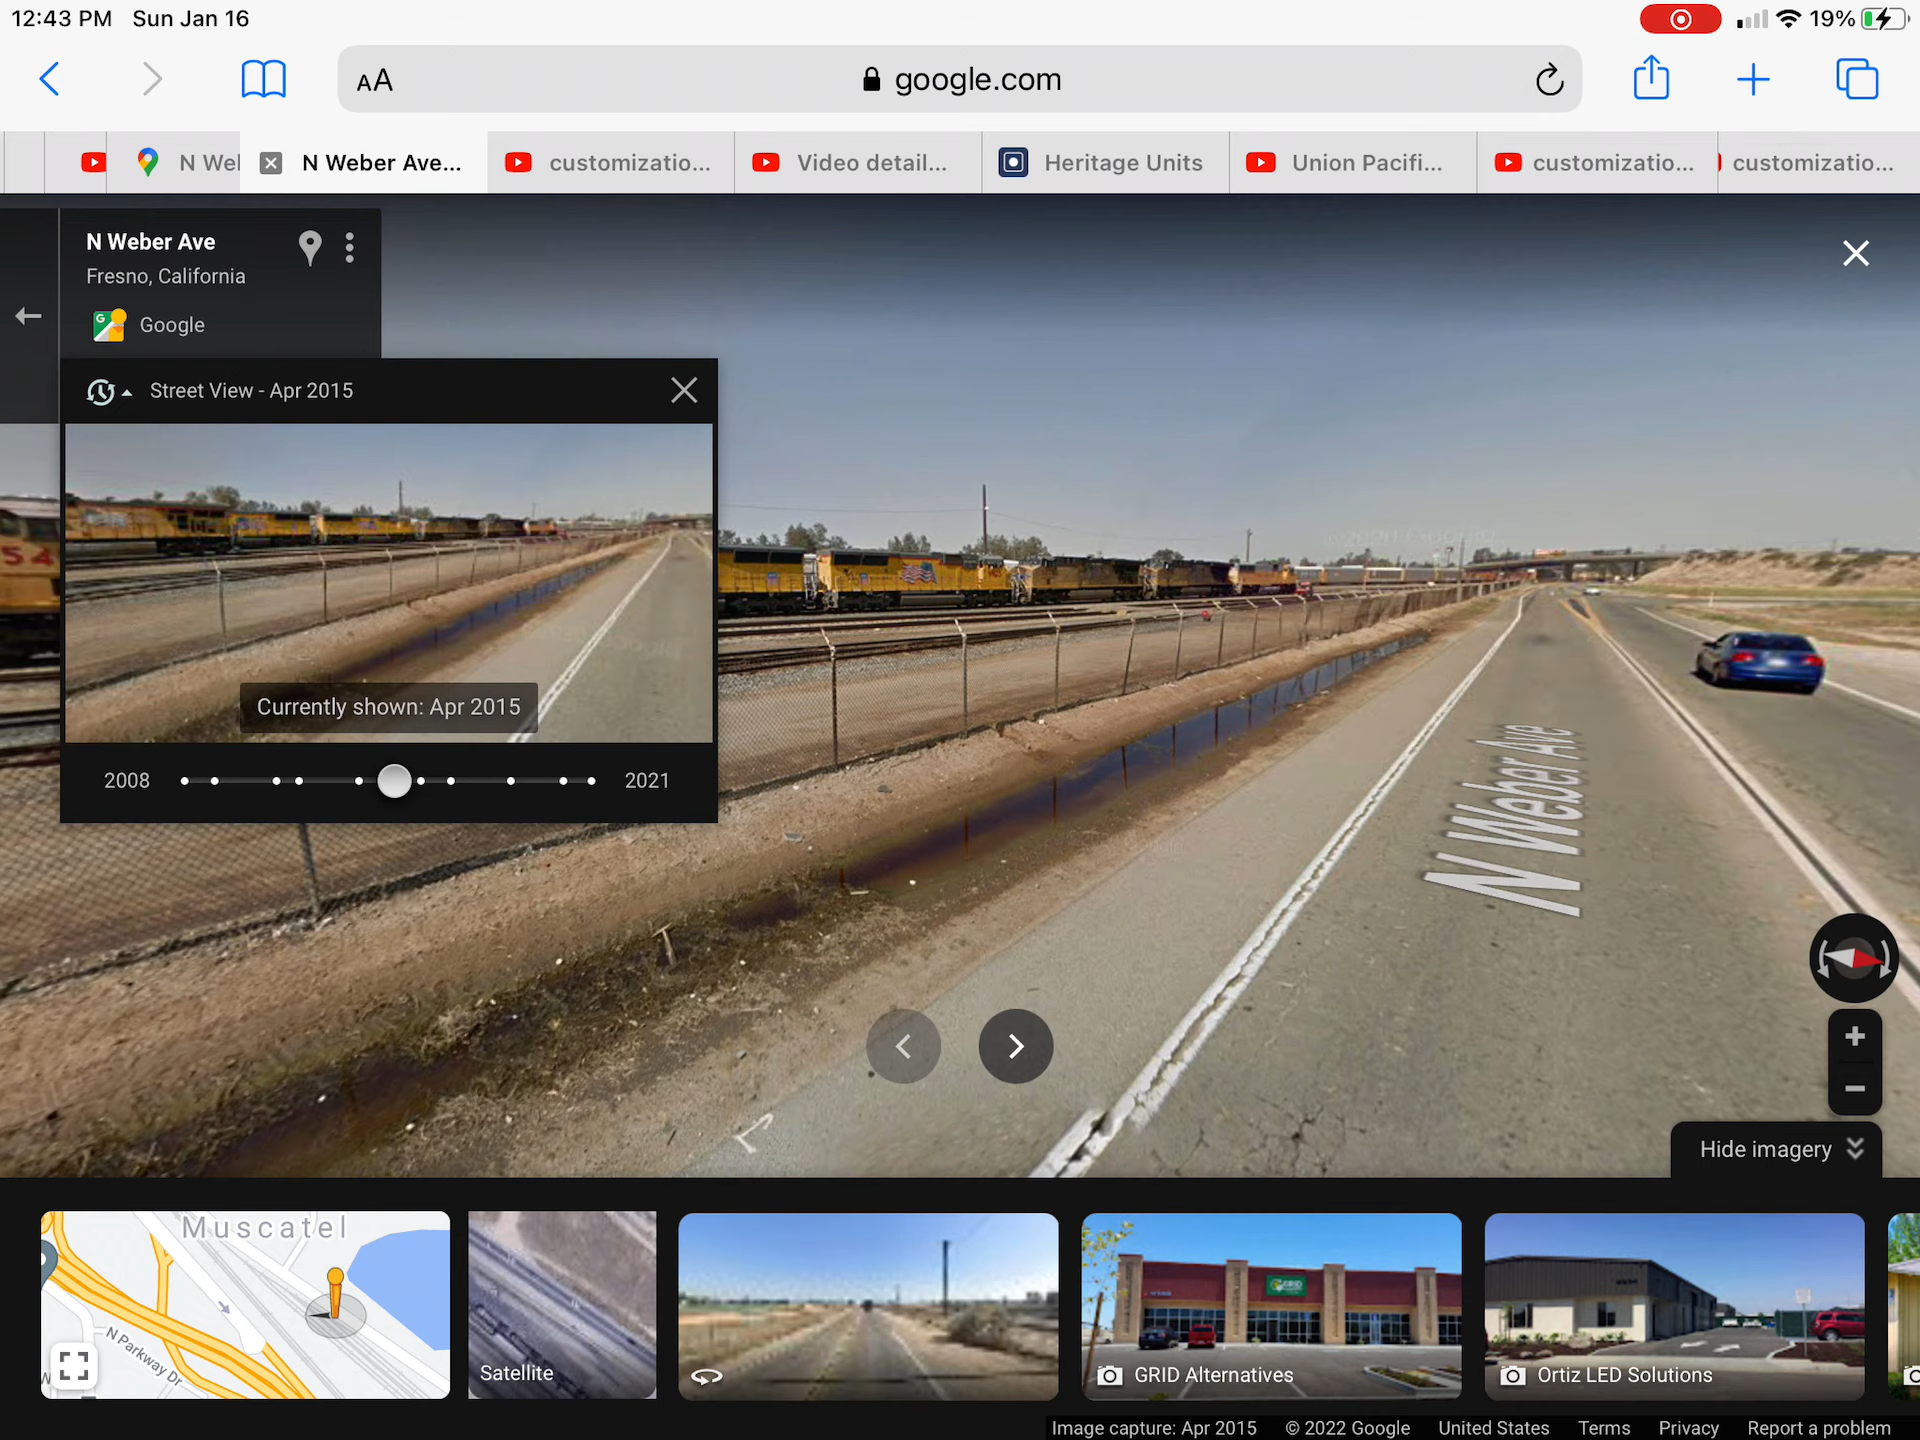 12:43 PM Sun Jan 16
19%
AA
google.com
N Wel
N Weber Ave...
customizatio...
Video detail...
Heritage Units
Union Pacifi...
customizatio...
customizatio...
N Weber Ave
Fresno, California
Google
Street View - Apr 2015
Currently shown: Apr 2015
2008
2021
54
N Weber Ave
Hide imagery
Muscatel
N Parkway Dr
Satellite
GRID
GRID Alternatives
Ortiz LED Solutions
Image capture: Apr 2015 © 2022 Google United States Terms Privacy Report a problem